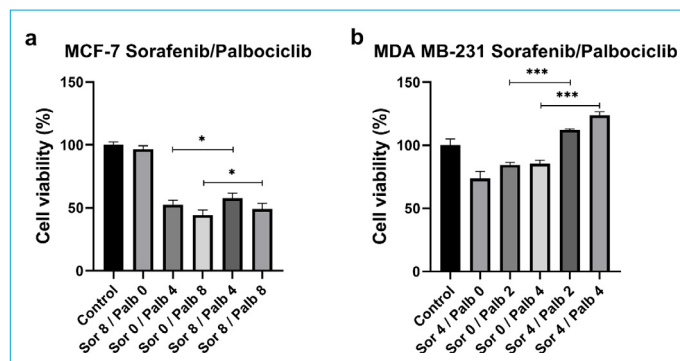 a
MCF-7 Sorafenib/Palbociclib
Cell viability (%)
150
100
50
0
*
*
Control
Sor 8 / Palb 0
Sor 0 / Palb 4
Sor 0 / Palb 8
Sor 8 / Palb 4
Sor 8 / Palb 8
b
MDA MB-231 Sorafenib/Palbociclib
Cell viability (%)
150
100
50
0
***
***
Control
Sor 4 / Palb 0
Sor 0 / Palb 2
Sor 0 / Palb 4
Sor 4 / Palb 2
Sor 4 / Palb 4